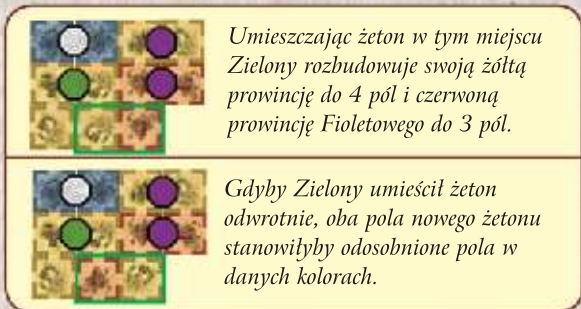 Umieszczając żeton w tym miejscu
Zielony rozbudowuje swoją żółtą
prowincję do 4 pól i czerwoną
prowincję Fioletowego do 3 pól.
Gdyby Zielony umieścił żeton
odwrotnie, oba pola nowego żetonu
stanowiłyby odosobnione pola w
danych kolorach.